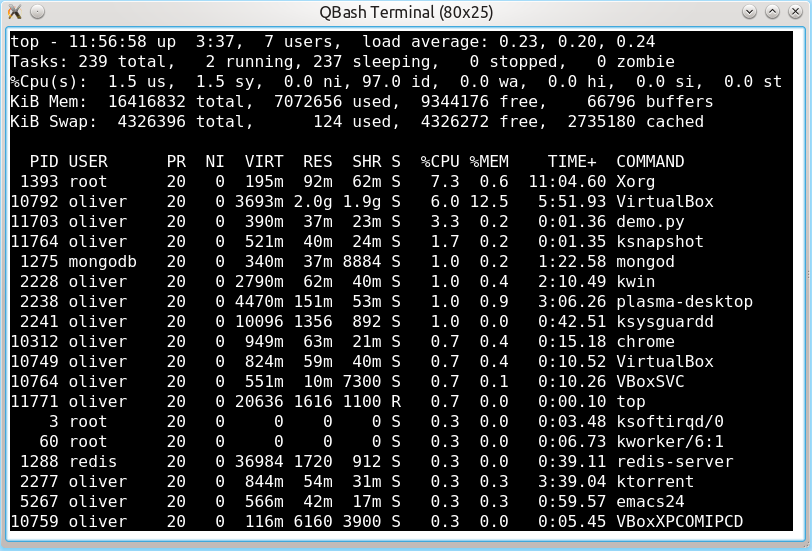 QBash Terminal (80x25)
top - 11:56:58 up  3:37,  7 users,  load average: 0.23, 0.20, 0.24
Tasks: 239 total,   2 running, 237 sleeping,   0 stopped,   0 zombie
%Cpu(s):  1.5 us,  1.5 sy,  0.0 ni, 97.0 id,  0.0 wa,  0.0 hi,  0.0 si,  0.0 st
KiB Mem:  16416832 total,  7072656 used,  9344176 free,    66796 buffers
KiB Swap:  4326396 total,      124 used,  4326272 free,  2735180 cached
  PID USER      PR  NI  VIRT  RES  SHR S  %CPU %MEM    TIME+  COMMAND
 1393 root      20   0  195m  92m  62m S   7.3  0.6  11:04.60 Xorg
10792 oliver    20   0 3693m 2.0g 1.9g S   6.0 12.5   5:51.93 VirtualBox
11703 oliver    20   0  390m  37m  23m S   3.3  0.2   0:01.36 demo.py
11764 oliver    20   0  521m  40m  24m S   1.7  0.2   0:01.35 ksnapshot
 1275 mongodb   20   0  340m  37m 8884 S   1.0  0.2   1:22.58 mongod
 2228 oliver    20   0 2790m  62m  40m S   1.0  0.4   2:10.49 kwin
 2238 oliver    20   0 4470m 151m  53m S   1.0  0.9   3:06.26 plasma-desktop
 2241 oliver    20   0 10096 1356  892 S   1.0  0.0   0:42.51 ksysguardd
10312 oliver    20   0  949m  63m  21m S   0.7  0.4   0:15.18 chrome
10749 oliver    20   0  824m  59m  40m S   0.7  0.4   0:10.52 VirtualBox
10764 oliver    20   0  551m  10m 7300 S   0.7  0.1   0:10.26 VBoxSVC
11771 oliver    20   0 20636 1616 1100 R   0.7  0.0   0:00.10 top
    3 root      20   0     0    0    0 S   0.3  0.0   0:03.48 ksoftirqd/0
   60 root      20   0     0    0    0 S   0.3  0.0   0:06.73 kworker/6:1
 1288 redis     20   0 36984 1720  912 S   0.3  0.0   0:39.11 redis-server
 2277 oliver    20   0  844m  54m  31m S   0.3  0.3   3:39.04 ktorrent
 5267 oliver    20   0  566m  42m  17m S   0.3  0.3   0:59.57 emacs24
10759 oliver    20   0  116m 6160 3900 S   0.3  0.0   0:05.45 VBoxXPCOMIPCD